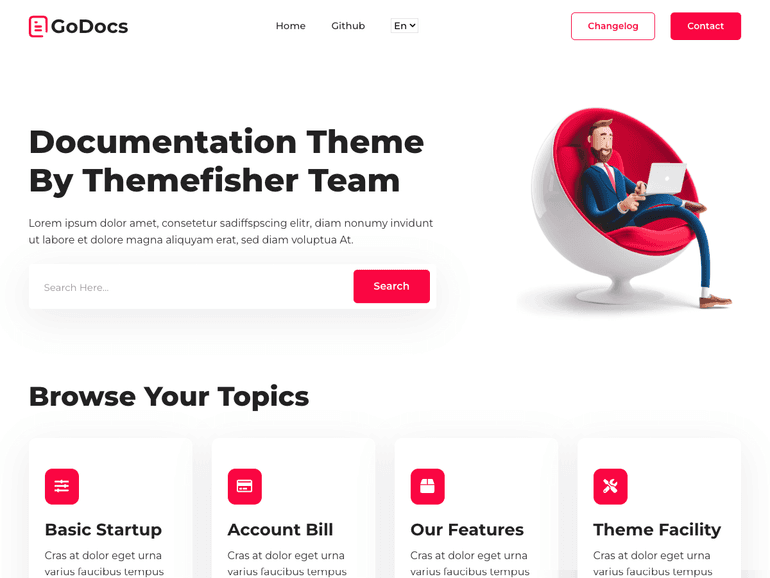 GoDocs
Home
Github
En
Changelog
Contact
Documentation Theme
By Themefisher Team
Lorem ipsum dolor amet, consetetur sadiffspscing elitr, diam nonumy invidunt
ut labore et dolore magna aliquyam erat, sed diam voluptua At.
Search Here...
Search
Browse Your Topics
Basic Startup
Cras at dolor eget urna
varius faucibus tempus
Account Bill
Cras at dolor eget urna
varius faucibus tempus
Our Features
Cras at dolor eget urna
varius faucibus tempus
Theme Facility
Cras at dolor eget urna
varius faucibus tempus